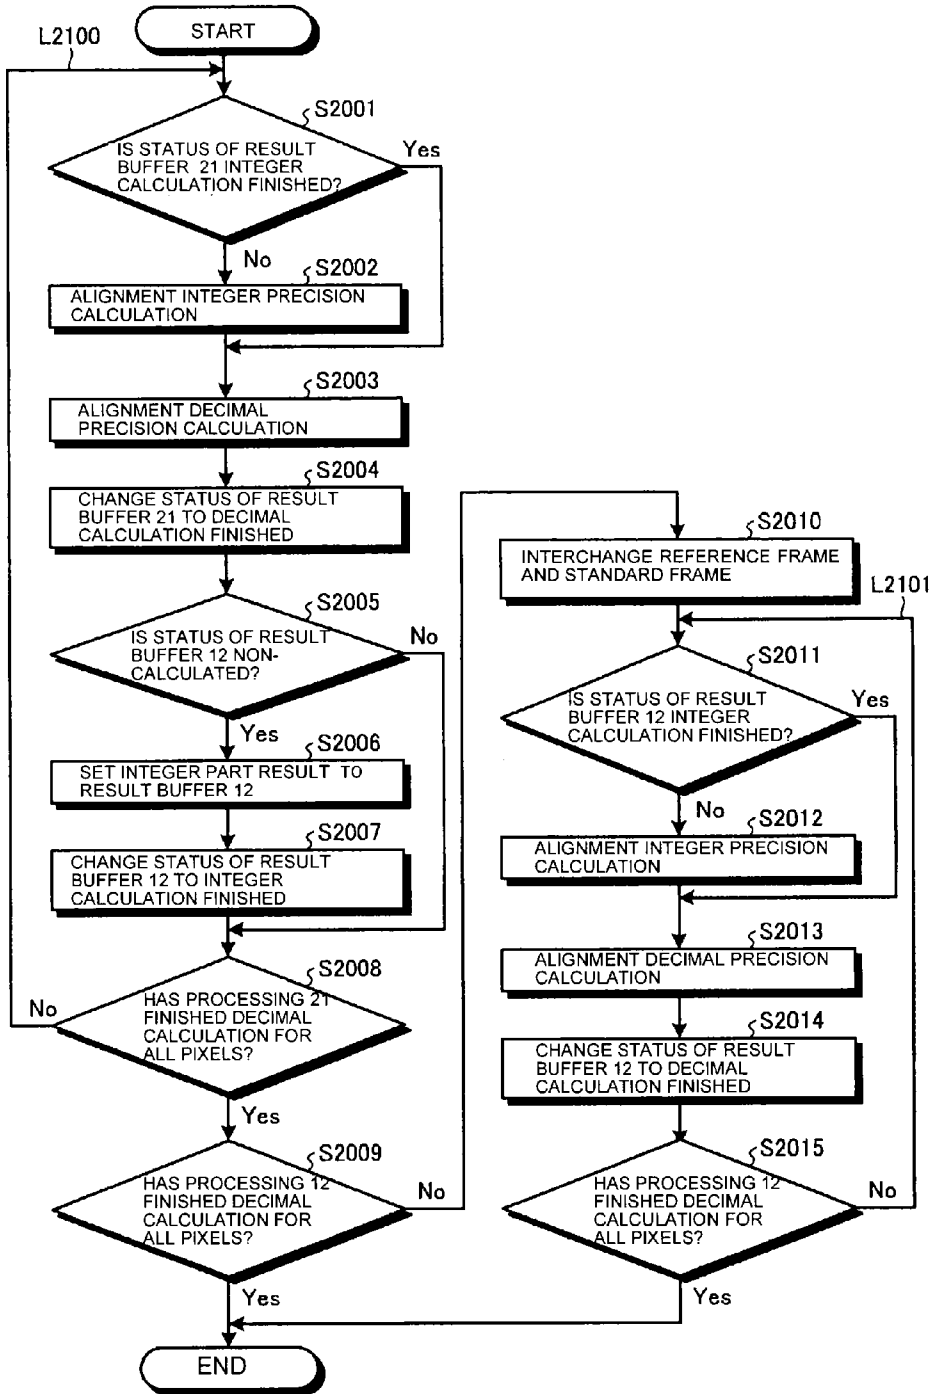 START
L2100
S2001
IS STATUS OF RESULT
BUFFER 21 INTEGER
CALCULATION FINISHED?
Yes
No
S2002
ALIGNMENT INTEGER PRECISION
CALCULATION
S2003
ALIGNMENT DECIMAL
PRECISION CALCULATION
S2004
CHANGE STATUS OF RESULT
BUFFER 21 TO DECIMAL
CALCULATION FINISHED
S2005
IS STATUS OF RESULT
BUFFER 12 NON-
CALCULATED?
No
Yes
S2006
SET INTEGER PART RESULT TO
RESULT BUFFER 12
S2007
CHANGE STATUS OF RESULT
BUFFER 12 TO INTEGER
CALCULATION FINISHED
S2008
HAS PROCESSING 21
FINISHED DECIMAL
CALCULATION FOR
ALL PIXELS?
No
Yes
S2009
HAS PROCESSING 12
FINISHED DECIMAL
CALCULATION FOR
ALL PIXELS?
No
Yes
END
S2010
INTERCHANGE REFERENCE FRAME
AND STANDARD FRAME
L2101
S2011
IS STATUS OF RESULT
BUFFER 12 INTEGER
CALCULATION FINISHED?
Yes
No
S2012
ALIGNMENT INTEGER PRECISION
CALCULATION
S2013
ALIGNMENT DECIMAL PRECISION
CALCULATION
S2014
CHANGE STATUS OF RESULT
BUFFER 12 TO DECIMAL
CALCULATION FINISHED
S2015
HAS PROCESSING 12
FINISHED DECIMAL
CALCULATION FOR
ALL PIXELS?
No
Yes